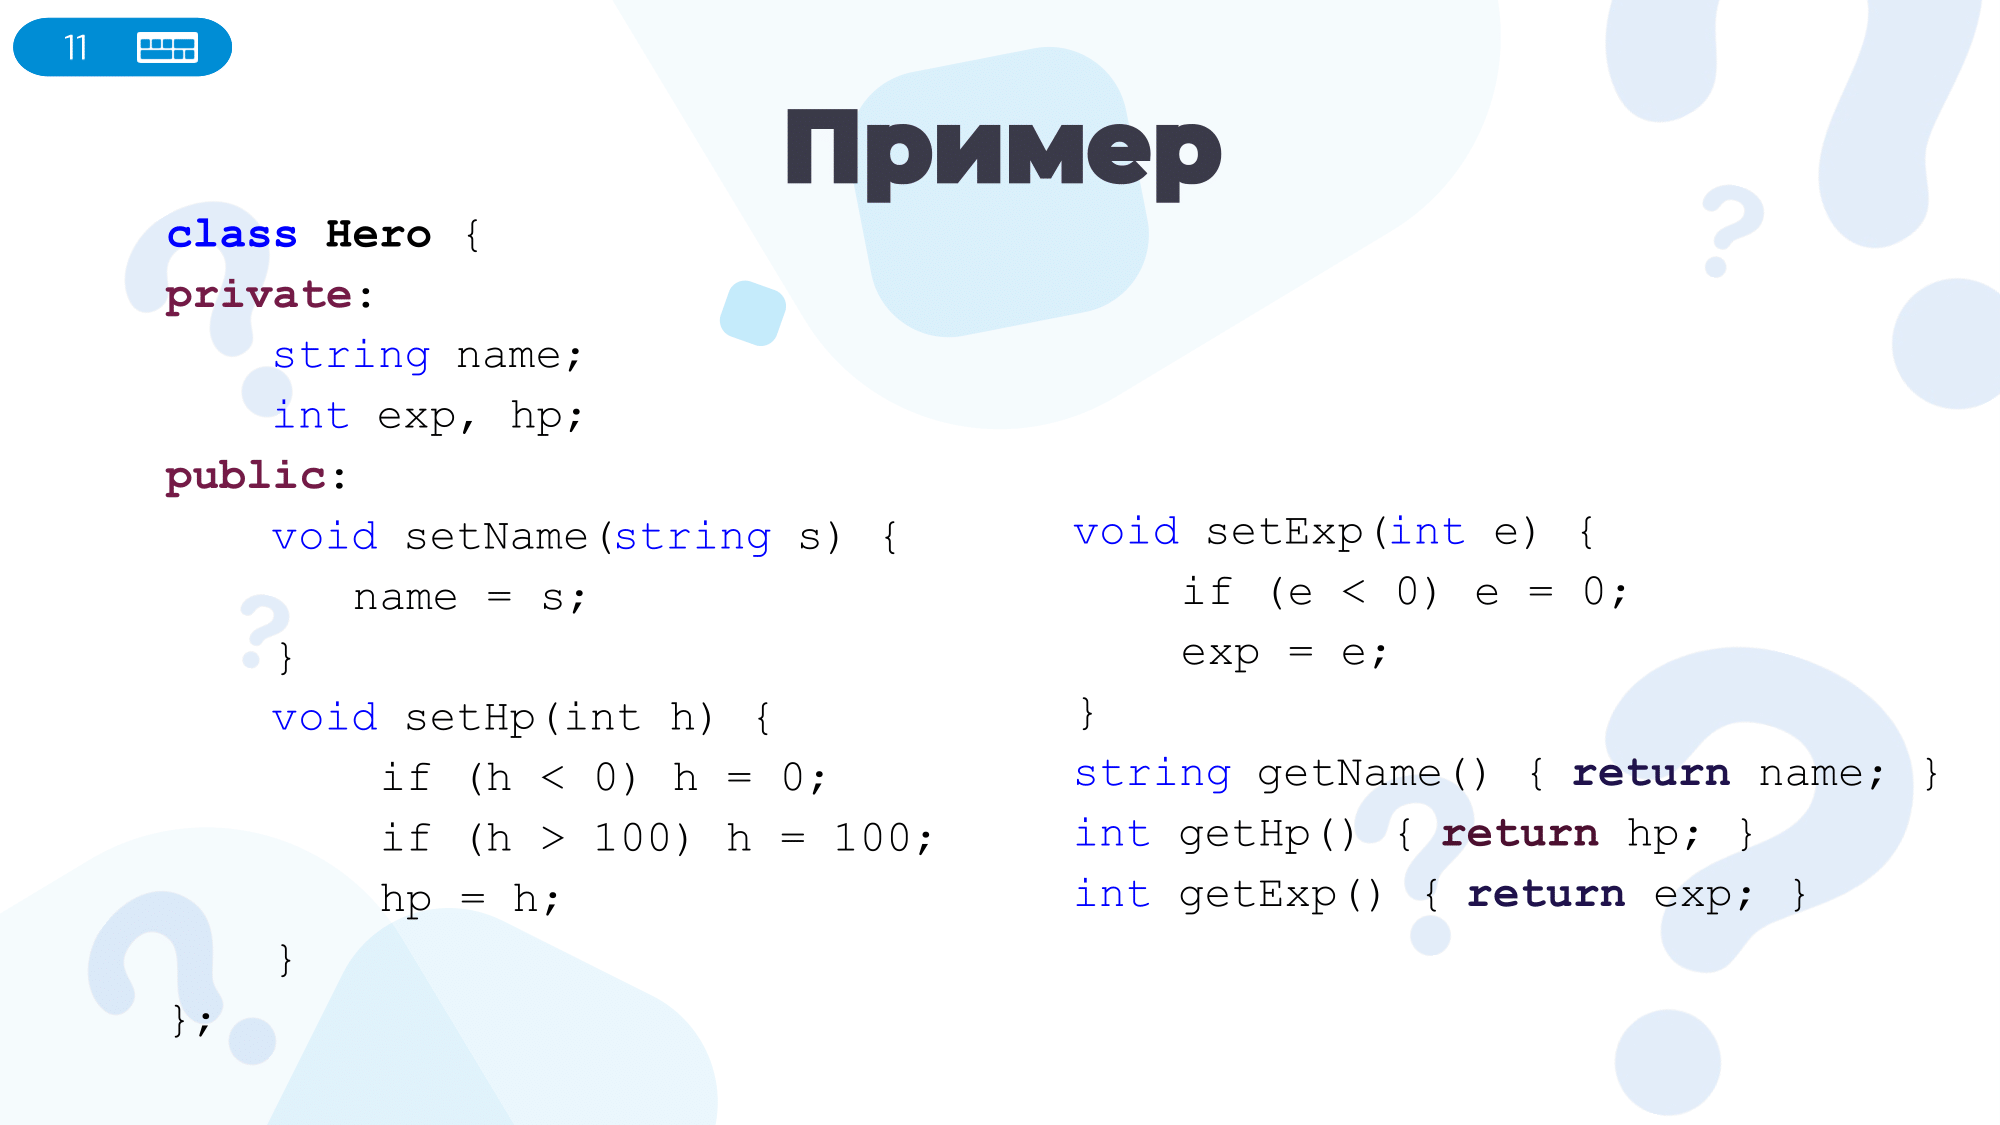 11
Пример
class Hero {
private:
    string name;
    int exp, hp;
public:
    void setName(string s) {
       name = s;
    }
    void setHp(int h) {
        if (h < 0) h = 0;
        if (h > 100) h = 100;
        hp = h;
    }
};
void setExp(int e) {
    if (e < 0) e = 0;
    exp = e;
}
string getName() { return name; }
int getHp() { return hp; }
int getExp() { return exp; }